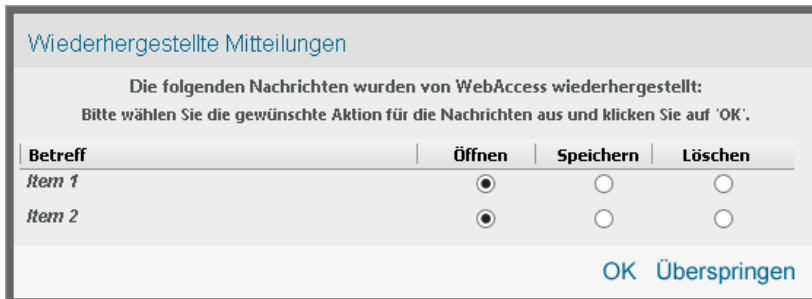 Wiederhergestellte Mitteilungen
Die folgenden Nachrichten wurden von WebAccess wiederhergestellt:
Bitte wählen Sie die gewünschte Aktion für die Nachrichten aus und klicken Sie auf 'OK'.
Betreff Öffnen Speichern Löschen
Item 1
Item 2
OK Überspringen